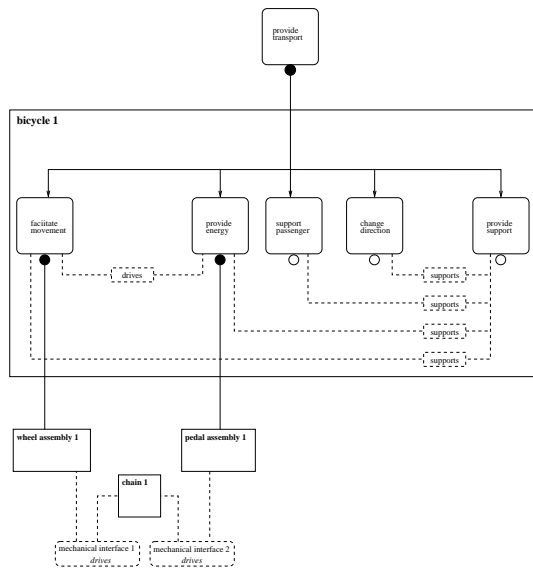 provide
transport
bicycle 1
faciitate
movement
provide
energy
support
passenger
change
direction
provide
support
drives
supports
supports
supports
supports
wheel assembly 1
pedal assembly 1
chain 1
mechanical interface 1
drives
mechanical interface 2
drives